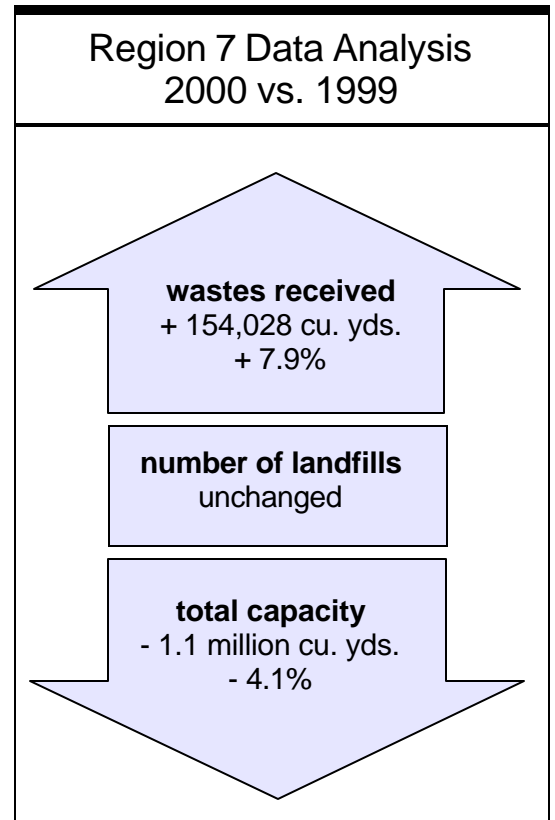 Region 7 Data Analysis
2000 vs. 1999
wastes received
+ 154,028 cu. yds.
+ 7.9%
number of landfills
unchanged
total capacity
- 1.1 million cu. yds.
- 4.1%